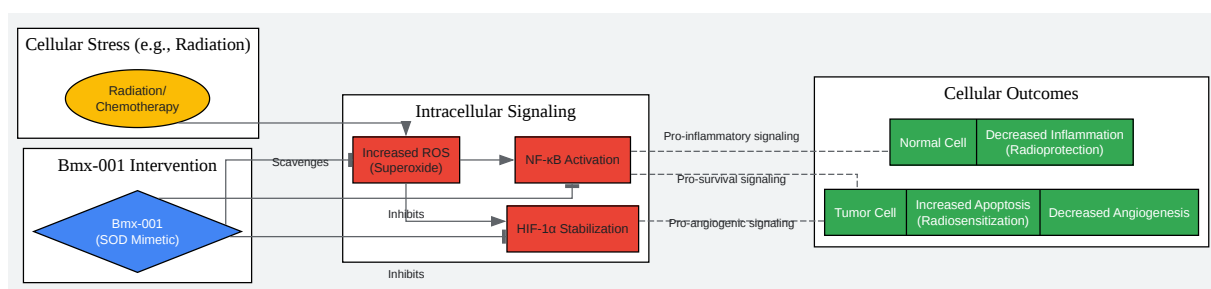 Cellular Stress (e.g., Radiation)
Radiation/
Chemotherapy
Bmx-001 Intervention
Bmx-001
(SOD Mimetic)
Scavenges
Inhibits
Inhibits
Intracellular Signaling
Increased ROS
(Superoxide)
NF-κB Activation
HIF-1α Stabilization
Pro-inflammatory signaling
Pro-survival signaling
Pro-angiogenic signaling
Cellular Outcomes
Normal Cell
Decreased Inflammation
(Radioprotection)
Tumor Cell
Increased Apoptosis
(Radiosensitization)
Decreased Angiogenesis